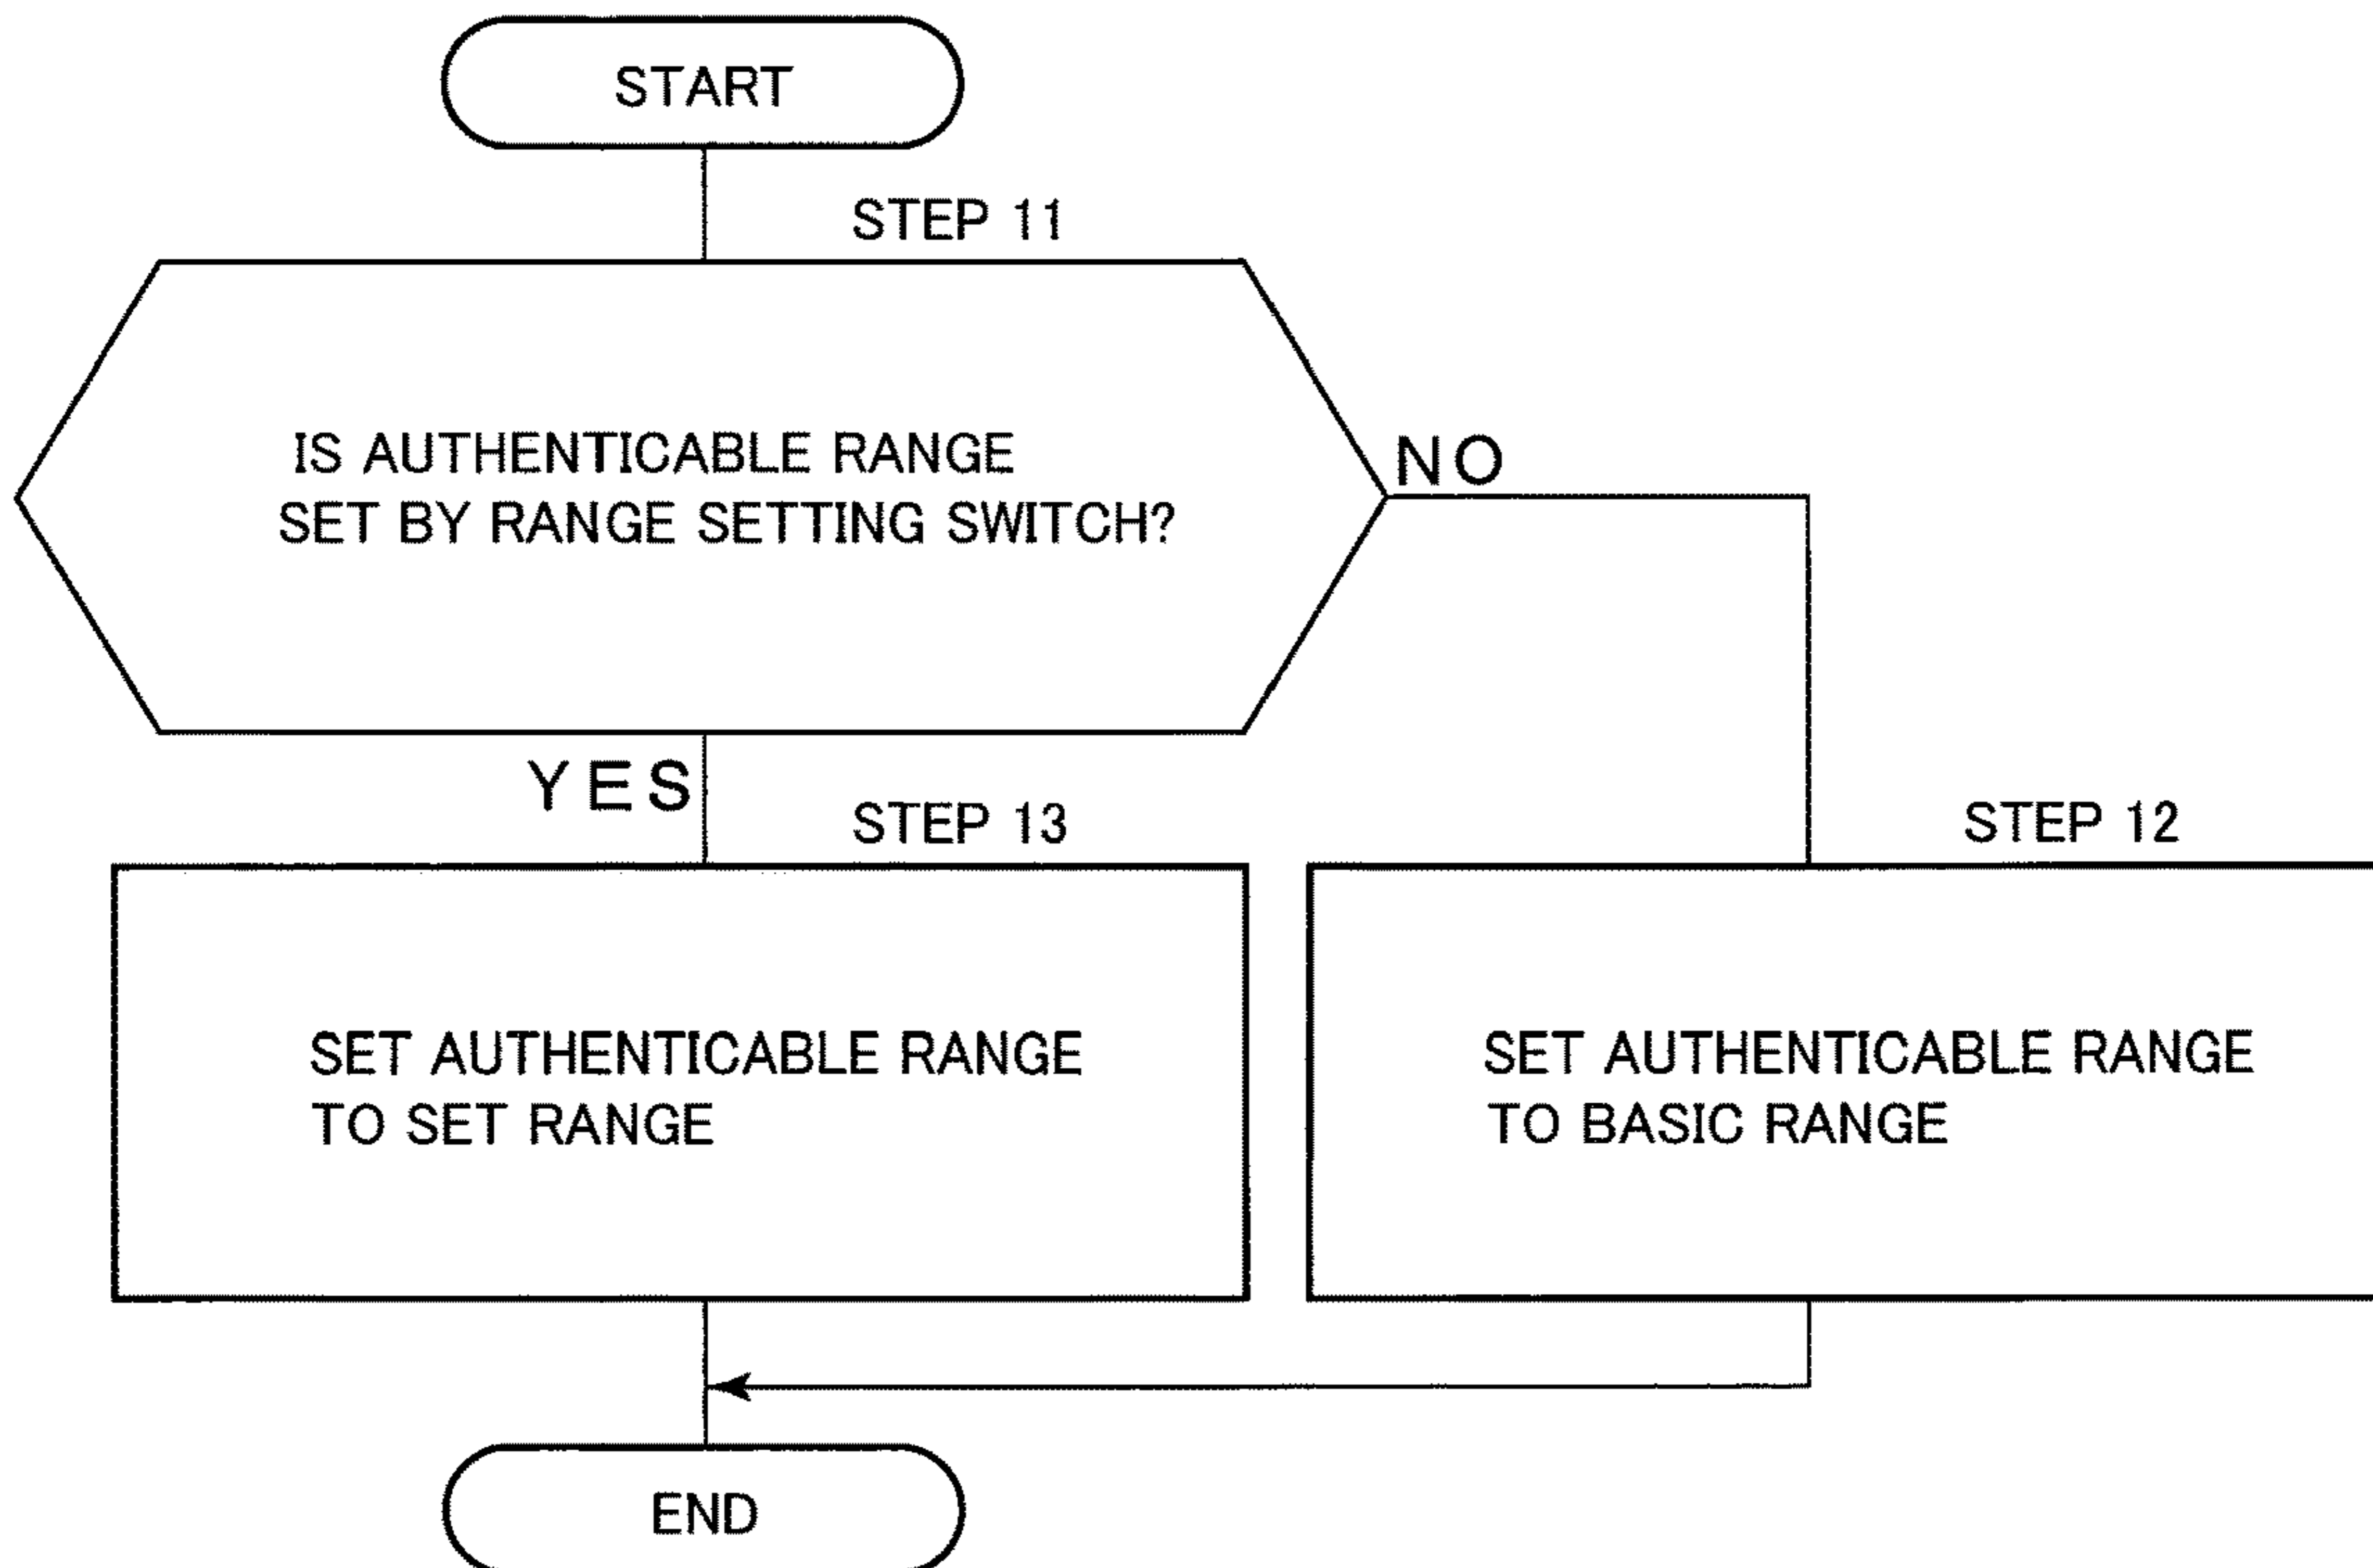 START
STEP 11
IS AUTHENTICABLE RANGE
SET BY RANGE SETTING SWITCH?
NO
YES
STEP 13
STEP 12
SET AUTHENTICABLE RANGE
TO SET RANGE
SET AUTHENTICABLE RANGE
TO BASIC RANGE
END